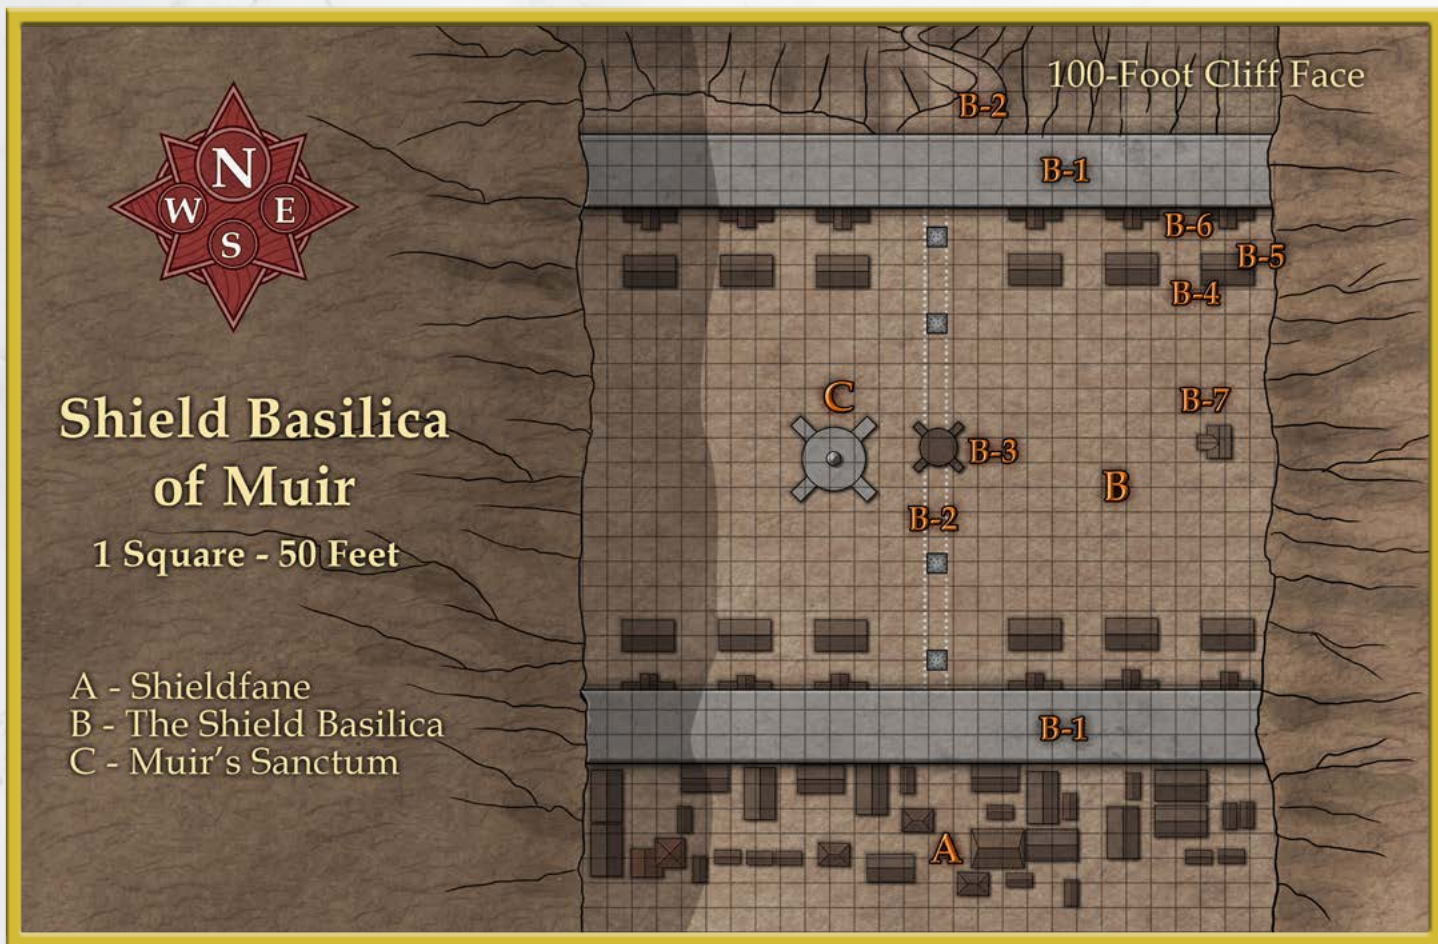 100-Foot Cliff Face
B-2
N
W E
S
B-1
B-6
B-5
B-4
C
B-7
Shield Basilica
of Muir
B-3
B
B-2
1 Square - 50 Feet
A - Shieldfane
B - The Shield Basilica
C - Muir's Sanctum
B-1
A